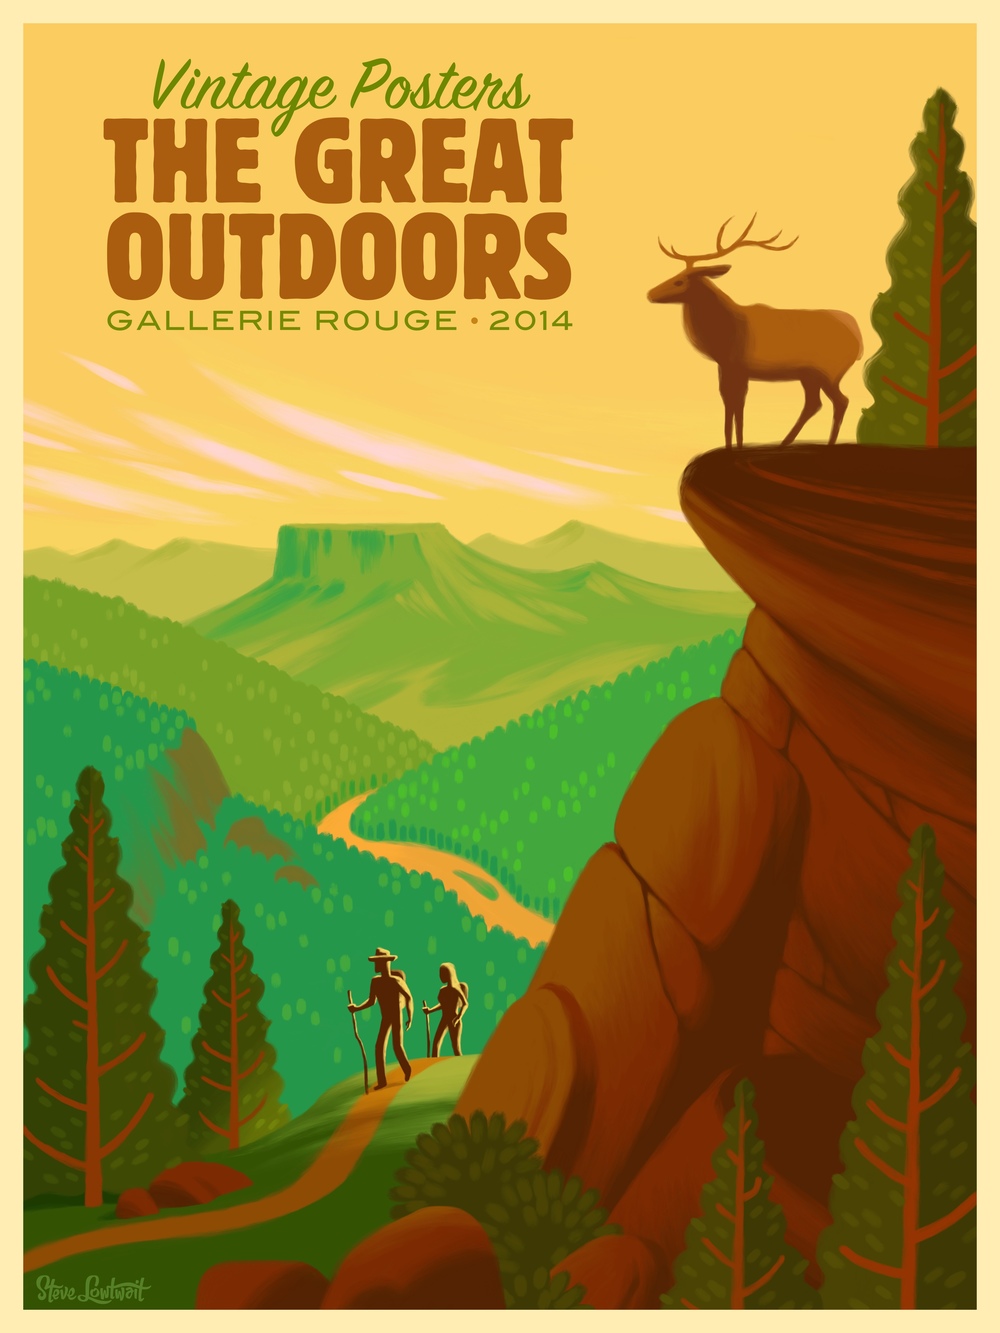 Vintage Posters
THE GREAT
OUTDOORS
GALLERIE ROUGE • 2014
Steve Lowtwait